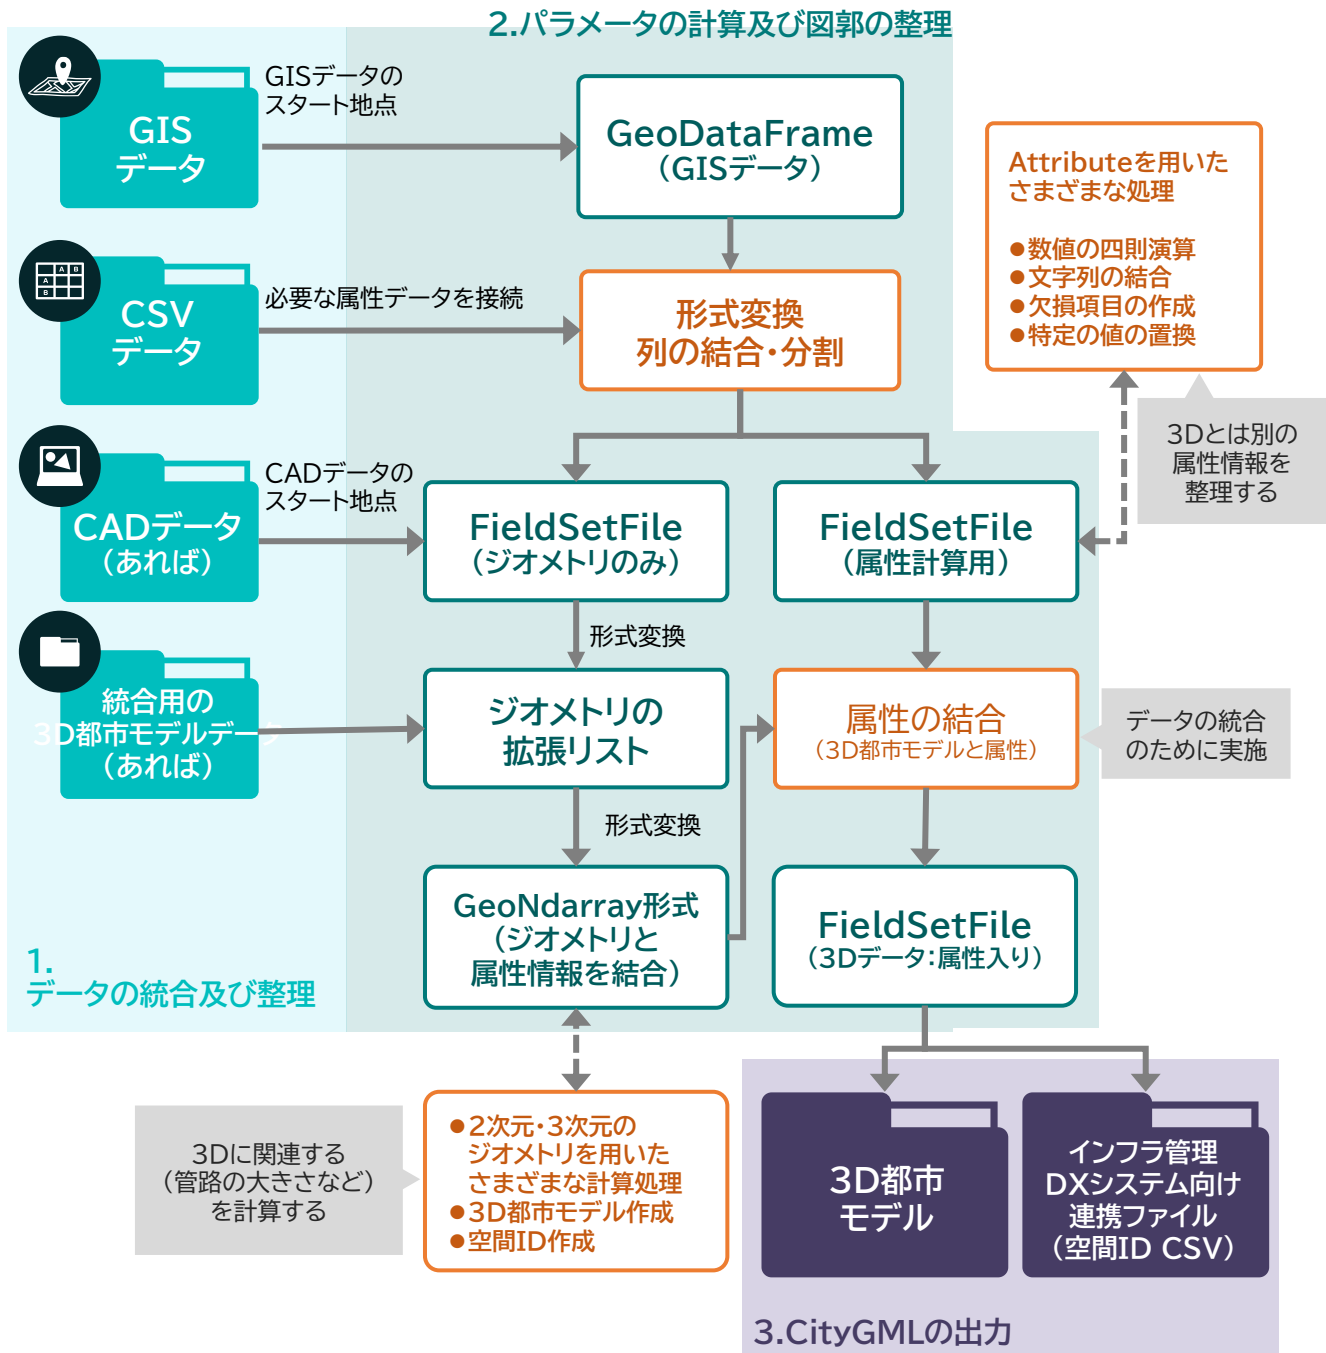 2.パラメータの計算及び図郭の整理
GIS
データ
GISデータの
スタート地点
GeoDataFrame
(GISデータ)
Attributeを用いた
さまざまな処理
●数値の四則演算
●文字列の結合
●欠損項目の作成
●特定の値の置換
A B
A
B
CSV
データ
必要な属性データを接続
形式変換
列の結合・分割
3Dとは別の
属性情報を
整理する
CADデータ
(あれば)
CADデータの
スタート地点
FieldSetFile
(ジオメトリのみ)
FieldSetFile
(属性計算用)
形式変換
統合用の
3D都市モデルデータ
(あれば)
ジオメトリの
拡張リスト
属性の結合
(3D都市モデルと属性)
データの統合
のために実施
形式変換
GeoNdarray形式
(ジオメトリと
属性情報を結合)
FieldSetFile
(3Dデータ:属性入り)
1.
データの統合及び整理
3Dに関連する
(管路の大きさなど)
を計算する
●2次元・3次元の
ジオメトリを用いた
さまざまな計算処理
●3D都市モデル作成
●空間ID作成
3D都市
モデル
インフラ管理
DXシステム向け
連携ファイル
(空間ID CSV)
3.CityGMLの出力